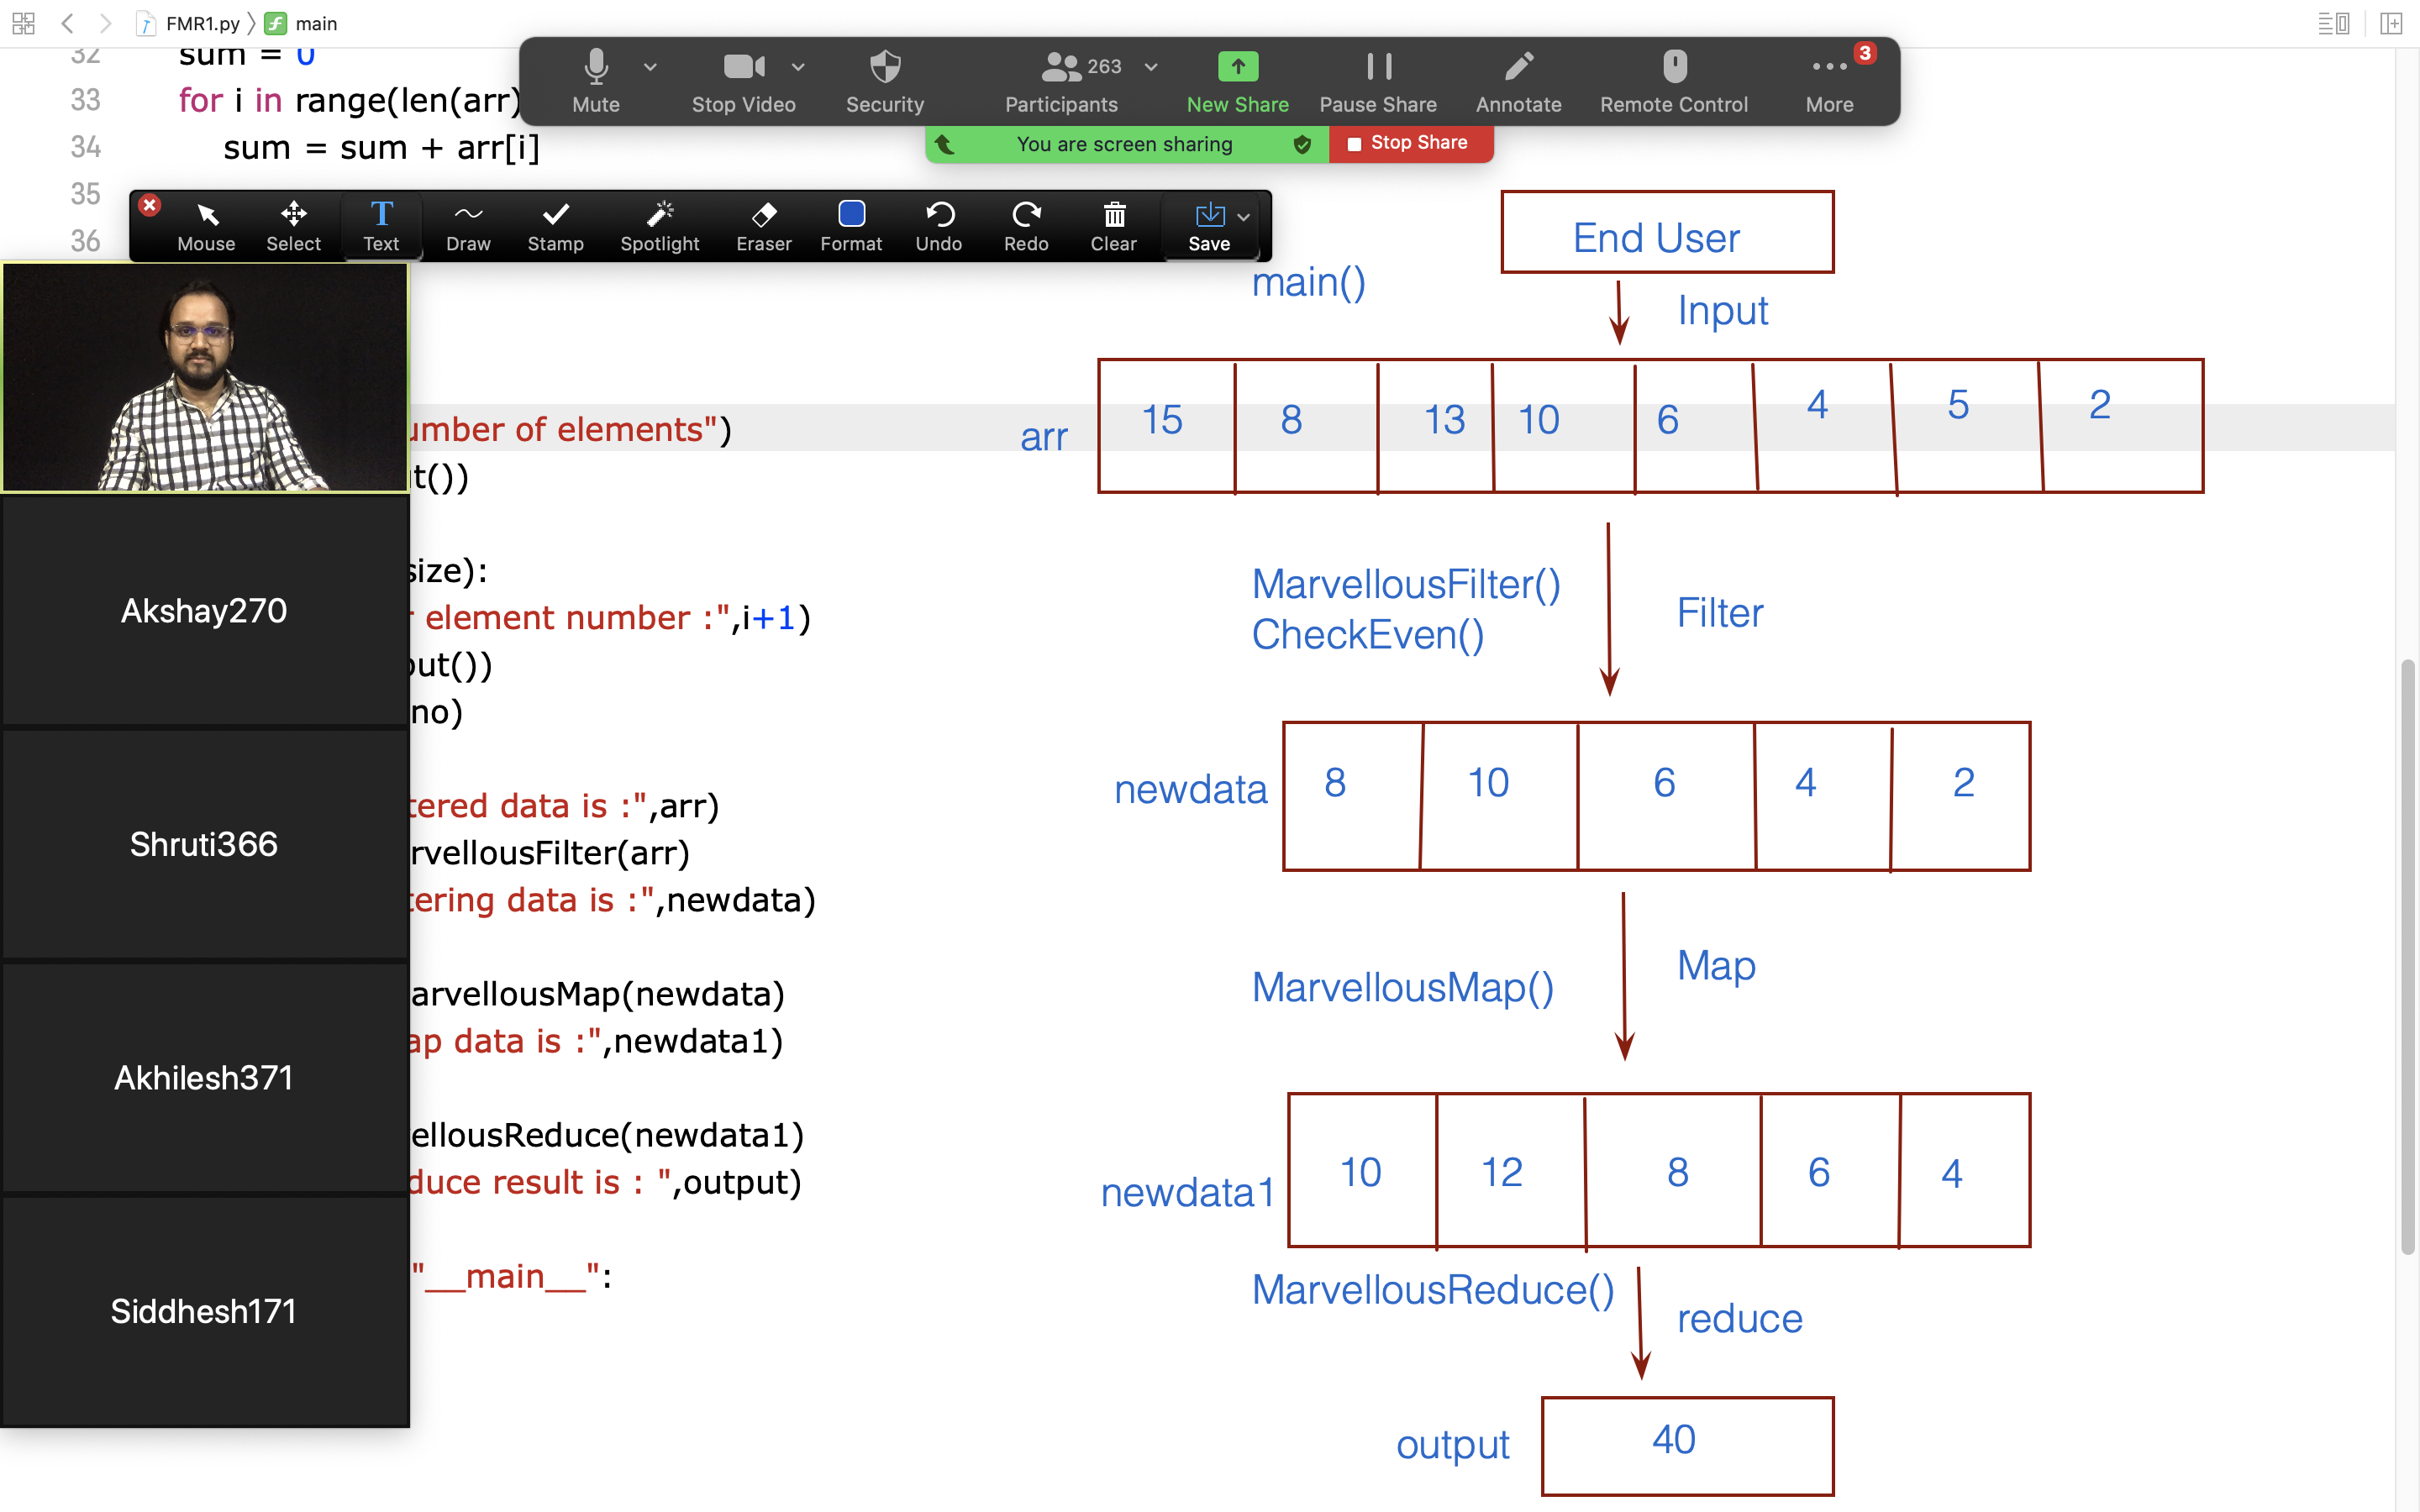 FMR1.py main
32 sum = 0
33 for i in range(len(arr)
34 sum = sum + arr[i]
35
36
Mute
Stop Video
Security
263
Participants
New Share
Pause Share
Annotate
Remote Control
3
More
You are screen sharing
Stop Share
Mouse
Select
T
Text
Draw
Stamp
Spotlight
Eraser
Format
Undo
Redo
Clear
Save
Akshay270
Shruti366
Akhilesh371
Siddhesh171
umber of elements")
t())
size):
r element number :",i+1)
put())
no)
tered data is :",arr)
rvellousFilter(arr)
tering data is :",newdata)
arvellousMap(newdata)
ap data is :",newdata1)
vellousReduce(newdata1)
duce result is : ",output)
"__main__":
End User
main()
Input
arr 15 8 13 10 6 4 5 2
MarvellousFilter()
CheckEven()
Filter
newdata 8 10 6 4 2
MarvellousMap()
Map
newdata1 10 12 8 6 4
MarvellousReduce()
reduce
output 40